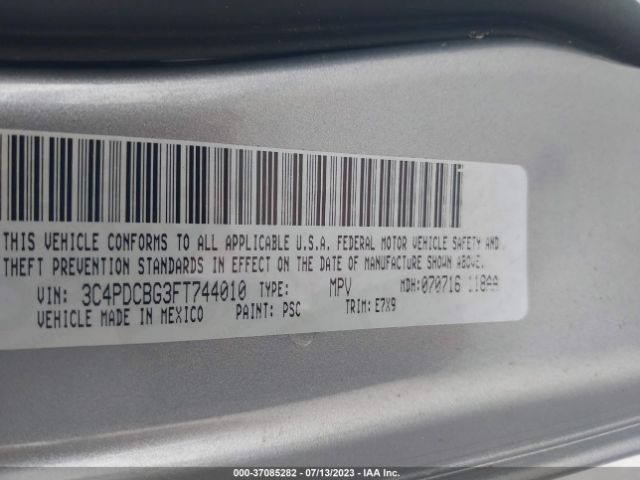 THIS VEHICLE CONFORMS TO ALL APPLICABLE U.S.A. FEDERAL MOTOR VEHICLE SAFETY AND
THEFT PREVENTION STANDARDS IN EFFECT ON THE DATE OF MANUFACTURE SHOWN ABOVE.
VIN: 3C4PDCBG3FT744010 TYPE: MPV MDH: 070716 118AA
VEHICLE MADE IN MEXICO PAINT: PSC TRIM: E7X9
000-37085282 - 07/13/2023 - IAA Inc.